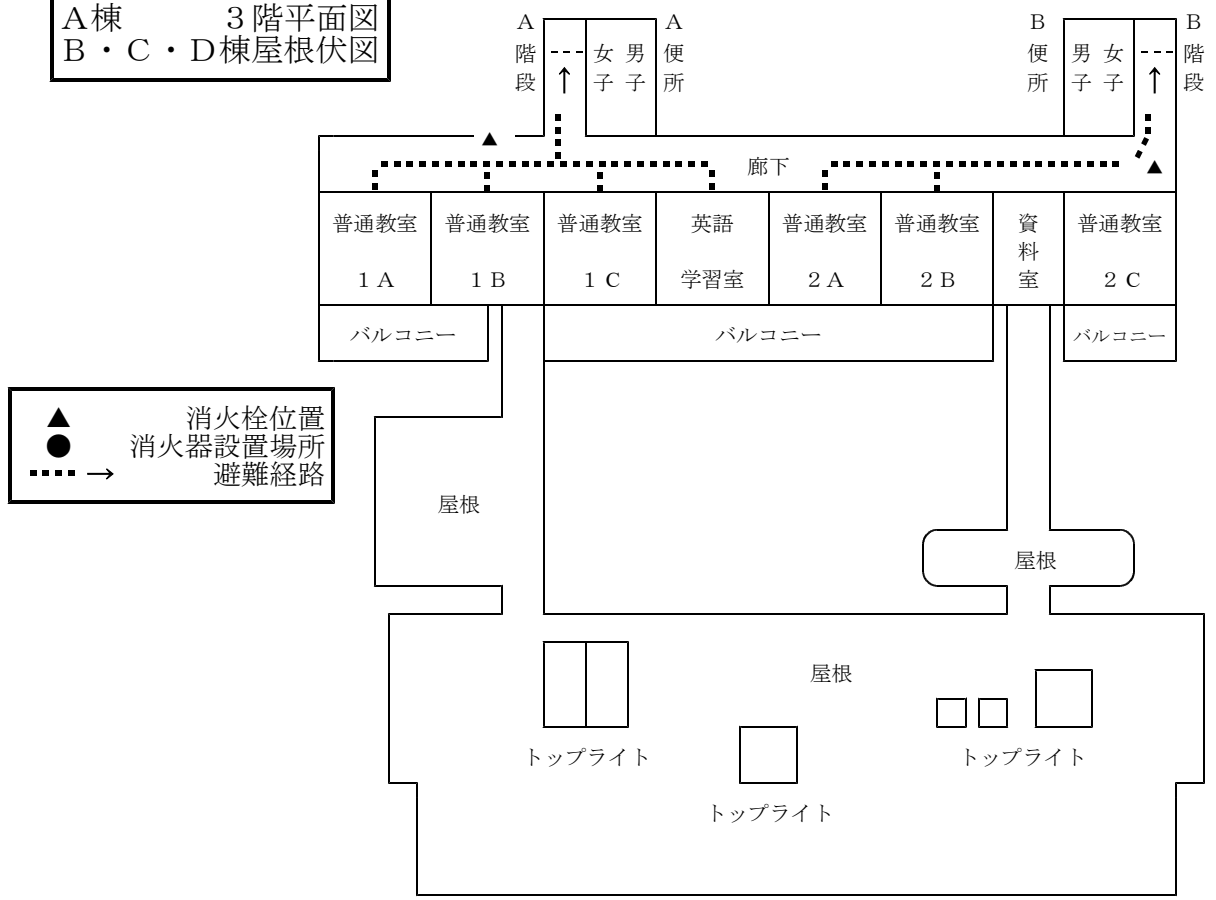 A棟 3階平面図
B・C・D棟屋根伏図
A階段
女子
男子
A便所
B便所
男子
女子
B階段
廊下
普通教室
1A
普通教室
1B
普通教室
1C
英語
学習室
普通教室
2A
普通教室
2B
資料室
普通教室
2C
バルコニー
バルコニー
バルコニー
▲ 消火栓位置
● 消火器設置場所
→ 避難経路
屋根
屋根
屋根
トップライト
トップライト
トップライト